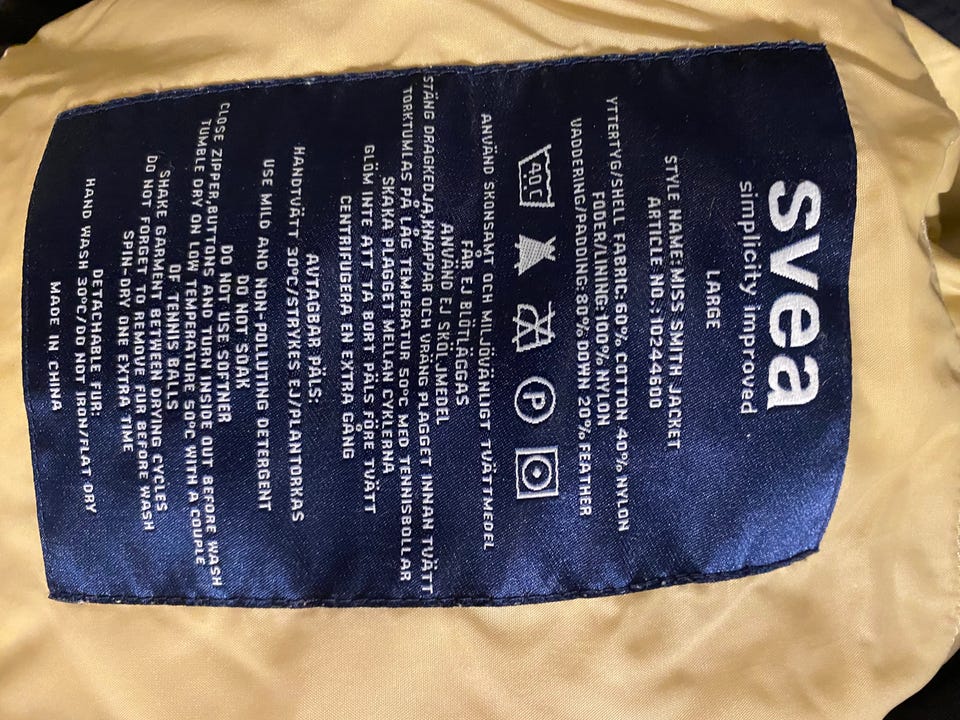 svea
simplicity improved
LARGE
STYLE NAME: MISS SMITH JACKET
ARTICLE NO.: 10244600
YTTERTYG/SHELL FABRIC: 60% COTTON 40% NYLON
FODER/LINING: 100% NYLON
VADDERING/PADDING: 80% DOWN 20% FEATHER
40°C
P
ANVÄND SKONSAMT OCH MILJÖVÄNLIGT TVÄTTMEDEL
FÅR EJ BLÖTLÄGGAS
ANVÄND EJ SKÖLJMEDEL
STÄNG DRAGKEDJA,KNAPPAR OCH VRÄNG PLAGGET INNAN TVÄTT
TORKTUMLAS PÅ LÅG TEMPERATUR 50°C MED TENNISBOLLAR
SKAKA PLAGGET MELLAN CYKLERNA
GLÖM INTE ATT TA BORT PÄLS FÖRE TVÄTT
CENTRIFUGERA EN EXTRA GÅNG
AVTAGBAR PÄLS:
HANDTVÄTT 30°C/STRYKES EJ/PLANTORKAS
USE MILD AND NON-POLLUTING DETERGENT
DO NOT SOAK
DO NOT USE SOFTNER
CLOSE ZIPPER,BUTTONS AND TURN INSIDE OUT BEFORE WASH
TUMBLE DRY ON LOW TEMPERATURE 50°C WITH A COUPLE
OF TENNIS BALLS
SHAKE GARMENT BETWEEN DRYING CYCLES
DO NOT FORGET TO REMOVE FUR BEFORE WASH
SPIN-DRY ONE EXTRA TIME
DETACHABLE FUR:
HAND WASH 30°C/DO NOT IRON/FLAT DRY
MADE IN CHINA